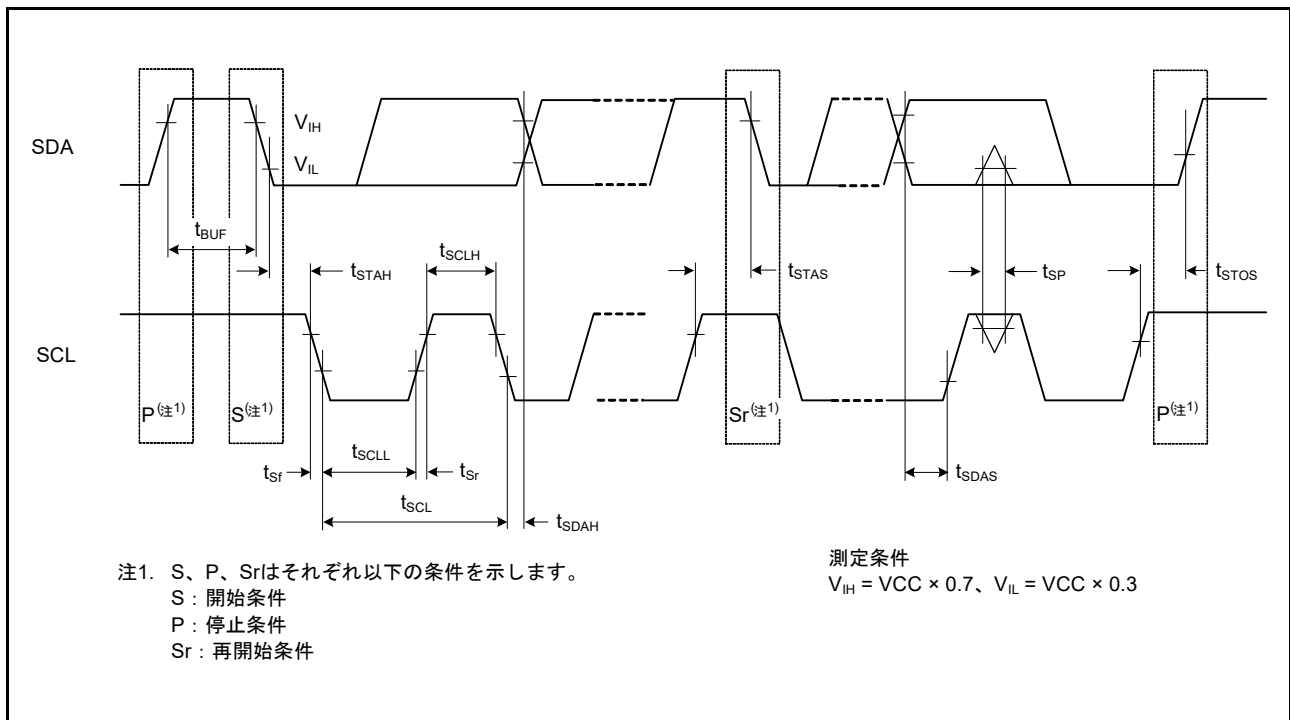 SDA
V_IH
V_IL
t_BUF
t_STAH
t_SCLH
t_STAS
t_SP
t_STOS
SCL
P(注1)
S(注1)
Sr(注1)
P(注1)
t_Sf
t_SCLL
t_Sr
t_SDAS
t_SCL
t_SDAH
注1. S、P、Srはそれぞれ以下の条件を示します。
S：開始条件
P：停止条件
Sr：再開始条件
測定条件
V_IH = VCC × 0.7、V_IL = VCC × 0.3